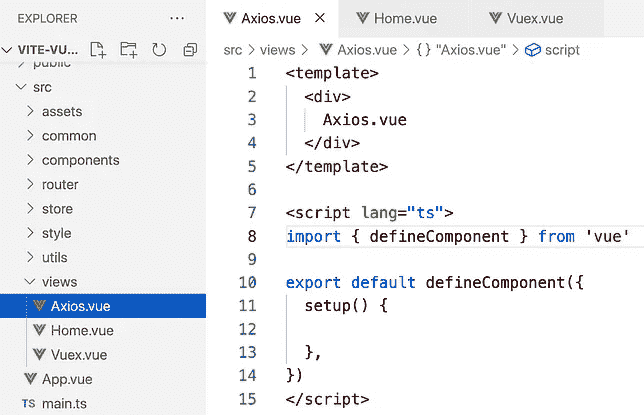 EXPLORER
VITE-VU...
public
src
assets
common
components
router
store
style
utils
views
Axios.vue
Home.vue
Vuex.vue
App.vue
TS main.ts
Axios.vue Home.vue Vuex.vue
src > views > Axios.vue > {} "Axios.vue" > script
1 <template>
2 <div>
3 Axios.vue
4 </div>
5 </template>
6
7 <script lang="ts">
8 import { defineComponent } from 'vue'
9
10 export default defineComponent({
11 setup() {
12
13 },
14 })
15 </script>